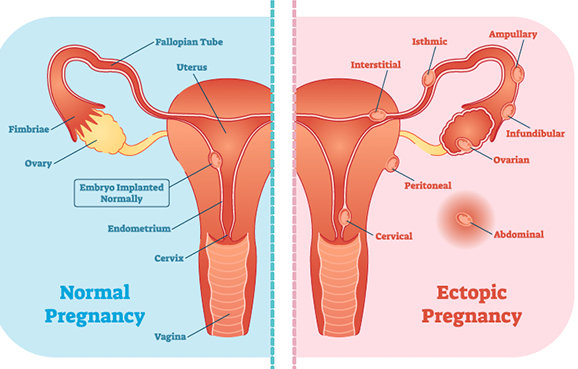 Fallopian Tube
Uterus
Fimbriae
Ovary
Embryo Implanted
Normally
Endometrium
Cervix
Normal
Pregnancy
Vagina
Ampullary
Isthmic
Interstitial
Infundibular
Ovarian
Peritoneal
Cervical
Abdominal
Ectopic
Pregnancy